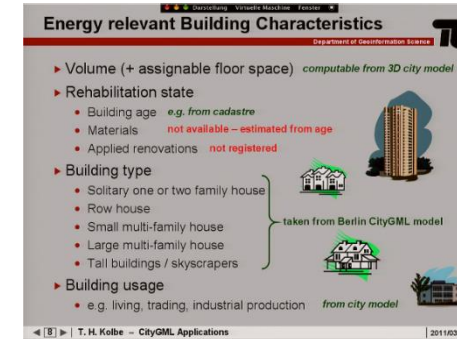 Darstellung Virtuelle Maschine Fenster
Energy relevant Building Characteristics
Department of Geoinformation Science
Volume (+ assignable floor space) computable from 3D city model
Rehabilitation state
Building age e.g. from cadastre
Materials not available – estimated from age
Applied renovations not registered
Building type
Solitary one or two family house
Row house
Small multi-family house
taken from Berlin CityGML model
Large multi-family house
Tall buildings / skyscrapers
Building usage
e.g. living, trading, industrial production from city model
8 T. H. Kolbe – CityGML Applications 2011/03